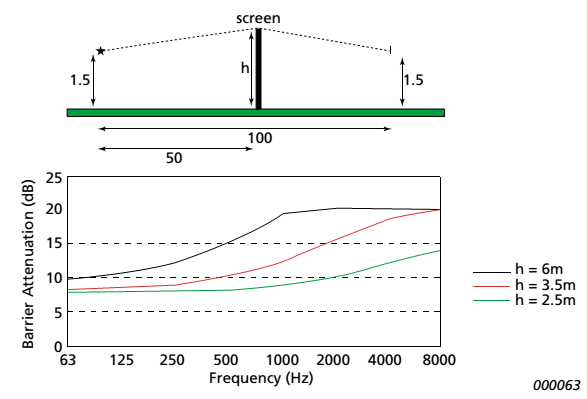 screen
h
1.5
1.5
100
50
Barrier Attenuation (dB)
25
20
15
10
5
0
63 125 250 500 1000 2000 4000 8000
Frequency (Hz)
h = 6m
h = 3.5m
h = 2.5m
000063